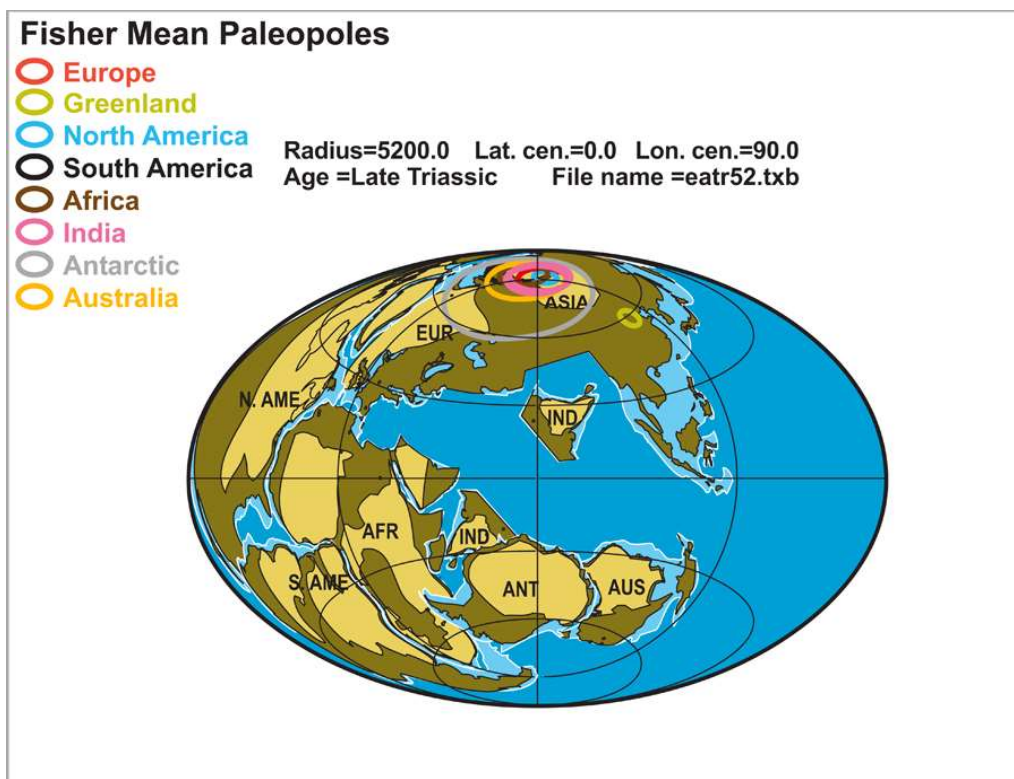 Fisher Mean Paleopoles
Europe
Greenland
North America
South America
Africa
India
Antarctic
Australia
Radius=5200.0 Lat. cen.=0.0 Lon. cen.=90.0
Age =Late Triassic File name =eatr52.txb
ASIA
EUR
N. AME
IND
AFR
IND
S. AME
ANT
AUS